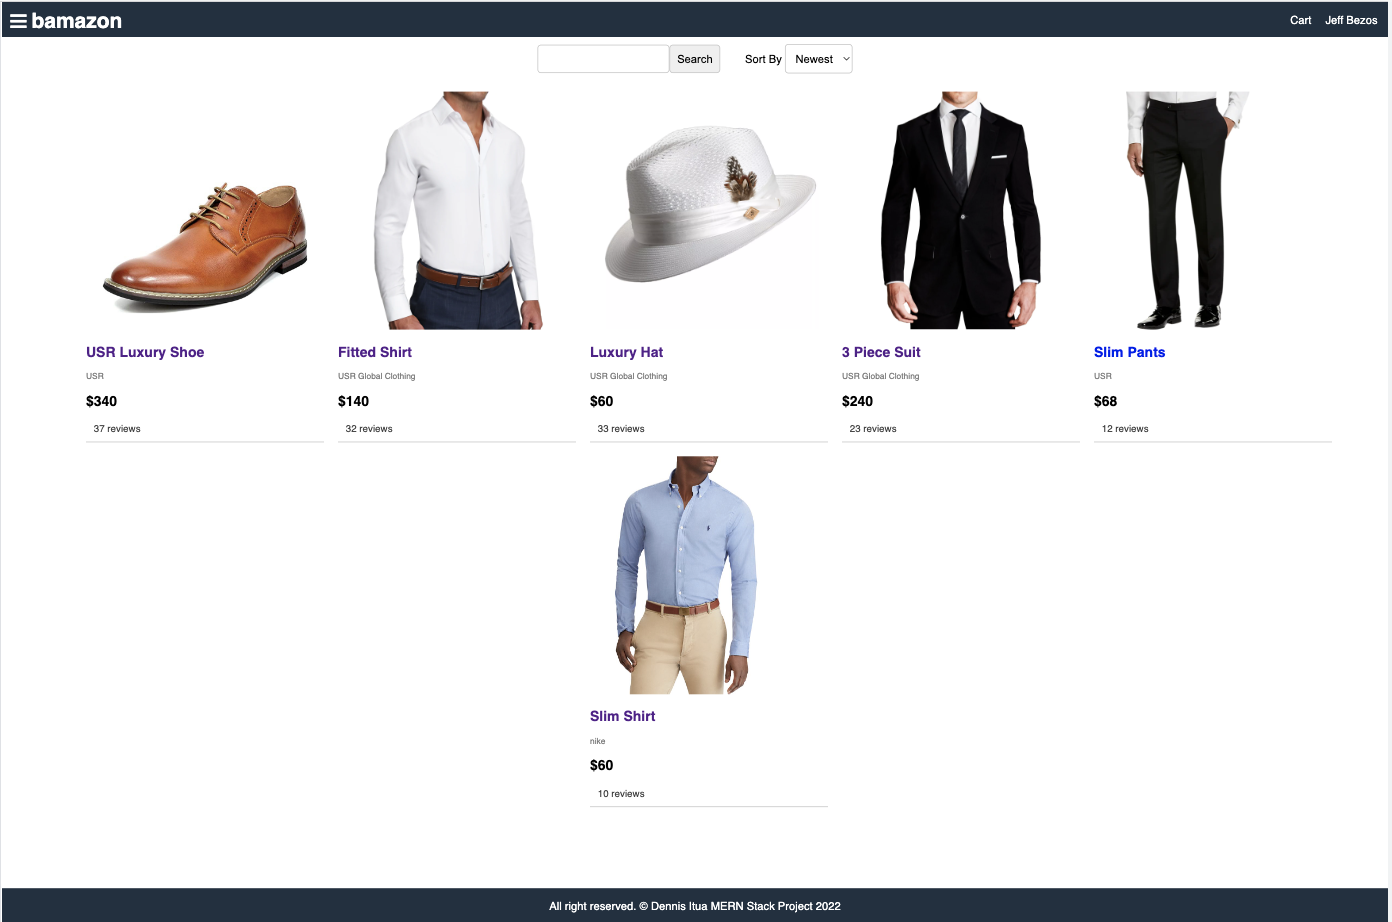 bamazon
Cart Jeff Bezos
Search Sort By Newest
USR Luxury Shoe
USR
$340
37 reviews
Fitted Shirt
USR Global Clothing
$140
32 reviews
Luxury Hat
USR Global Clothing
$60
33 reviews
3 Piece Suit
USR Global Clothing
$240
23 reviews
Slim Pants
USR
$68
12 reviews
Slim Shirt
nike
$60
10 reviews
All right reserved. © Dennis Itua MERN Stack Project 2022